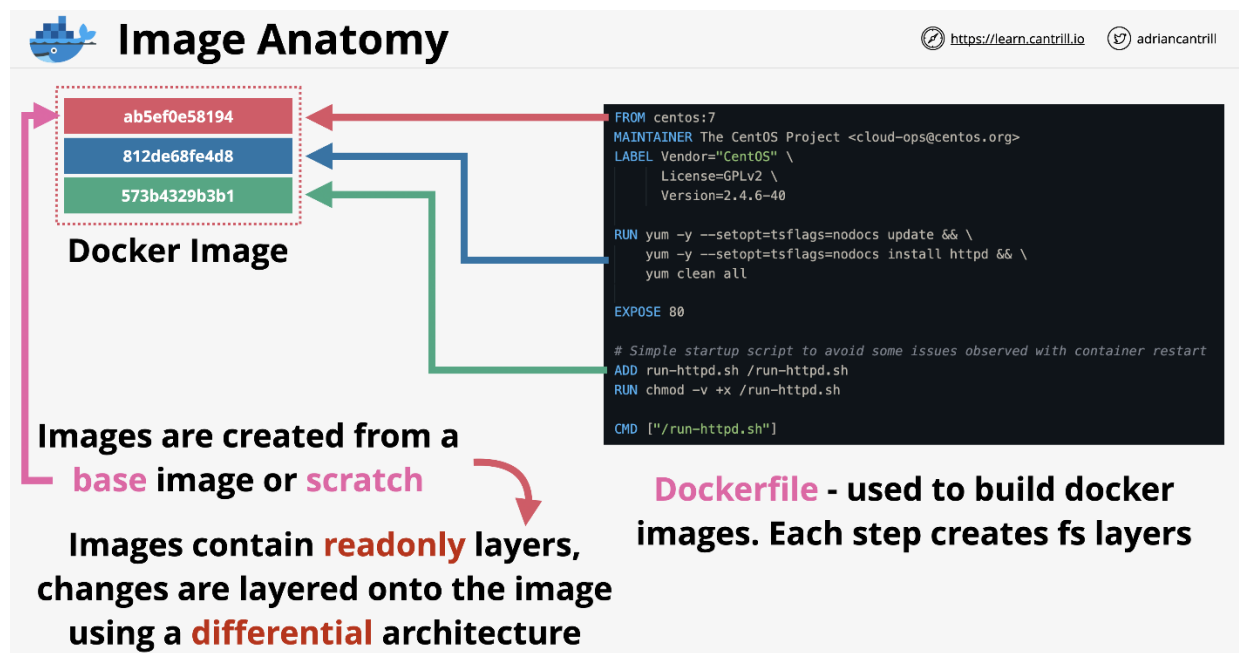 Image Anatomy
https://learn.cantrill.io
adriancantrill
ab5ef0e58194
812de68fe4d8
573b4329b3b1
Docker Image
FROM centos:7
MAINTAINER The CentOS Project <cloud-ops@centos.org>
LABEL Vendor="CentOS" \
      License=GPLv2 \
      Version=2.4.6-40
RUN yum -y --setopt=tsflags=nodocs update && \
    yum -y --setopt=tsflags=nodocs install httpd && \
    yum clean all
EXPOSE 80
# Simple startup script to avoid some issues observed with container restart
ADD run-httpd.sh /run-httpd.sh
RUN chmod -v +x /run-httpd.sh
CMD ["/run-httpd.sh"]
Images are created from a
base image or scratch
Images contain readonly layers,
changes are layered onto the image
using a differential architecture
Dockerfile - used to build docker
images. Each step creates fs layers